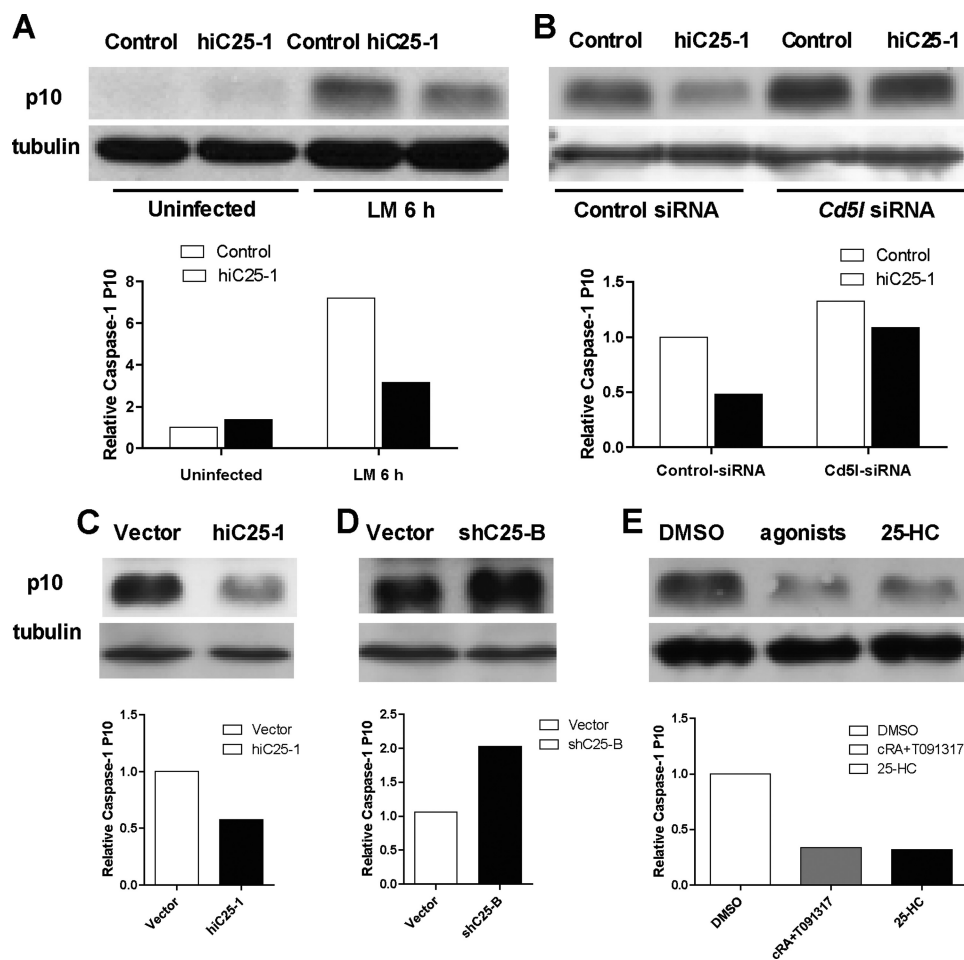 A
Control hiC25-1 Control hiC25-1
p10
tubulin
Uninfected LM 6 h
Control
hiC25-1
Relative Caspase-1 P10
8
6
4
2
0
Uninfected LM 6 h
B
Control hiC25-1 Control hiC25-1
Control siRNA Cd5l siRNA
Control
hiC25-1
Relative Caspase-1 P10
1.5
1.0
0.5
0.0
Control-siRNA Cd5l-siRNA
C
Vector hiC25-1
p10
tubulin
Vector
hiC25-1
Relative Caspase-1 P10
1.5
1.0
0.5
0.0
Vector hiC25-1
D
Vector shC25-B
Vector
shC25-B
Relative Caspase-1 P10
2.5
2.0
1.5
1.0
0.5
0.0
Vector shC25-B
E
DMSO agonists 25-HC
DMSO
cRA+T091317
25-HC
Relative Caspase-1 P10
1.5
1.0
0.5
0.0
DMSO cRA+T091317 25-HC